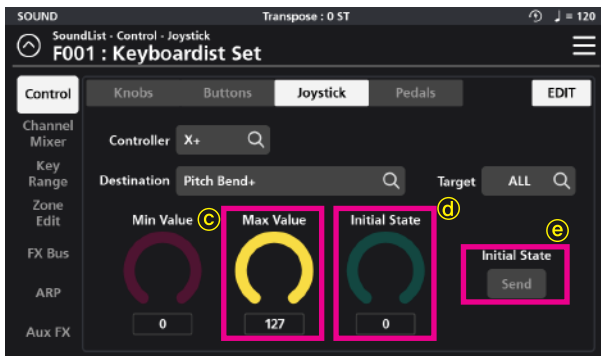 SOUND
Transpose : 0 ST
♩ = 120
SoundList - Control - Joystick
F001 : Keyboardist Set
Control
Knobs
Buttons
Joystick
Pedals
EDIT
Channel
Mixer
Controller
X+
Key
Range
Destination
Pitch Bend+
Target
ALL
Zone
Edit
Min Value
ⓒ
Max Value
Initial State
ⓓ
ⓔ
FX Bus
Initial State
Send
ARP
0
127
0
Aux FX